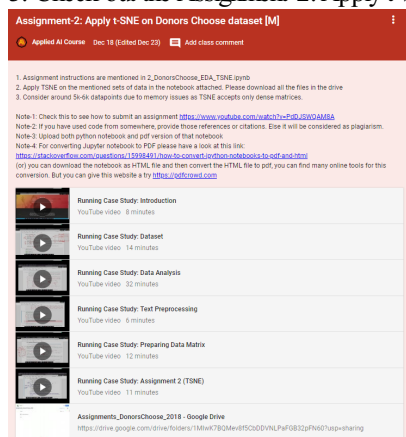 Assignment-2: Apply t-SNE on Donors Choose dataset [M]
Applied AI Course Dec 18 (Edited Dec 23) Add class comment
1. Assignment instructions are mentioned in 2_DonorsChoose_EDA_TSNE.ipynb
2. Apply TSNE on the mentioned sets of data in the notebook attached. Please download all the files in the drive
3. Consider around 5k-6k datapoints due to memory issues as TSNE accepts only dense matrices.
Note-1: Check this to see how to submit an assignment https://www.youtube.com/watch?v=PdDJSWQAM8A
Note-2: If you have used code from somewhere, provide those references or citations. Else it will be considered as plagiarism.
Note-3: Upload both python notebook and pdf version of that notebook
Note-4: For converting Jupyter notebook to PDF please have a look at this link:
https://stackoverflow.com/questions/15998491/how-to-convert-ipython-notebooks-to-pdf-and-html
(or) you can download the notebook as HTML file and then convert the HTML file to pdf, you can find many online tools for this
conversion. But you can give this website a try https://pdfcrowd.com
Running Case Study: Introduction
YouTube video 8 minutes
Running Case Study: Dataset
YouTube video 14 minutes
Running Case Study: Data Analysis
YouTube video 32 minutes
Running Case Study: Text Preprocessing
YouTube video 6 minutes
Running Case Study: Preparing Data Matrix
YouTube video 12 minutes
Running Case Study: Assignment 2 (TSNE)
YouTube video 11 minutes
Assignments_DonorsChoose_2018 - Google Drive
https://drive.google.com/drive/folders/1MIwK7BQMev8f5CbDDVNLPaFGB32pFN60?usp=sharing